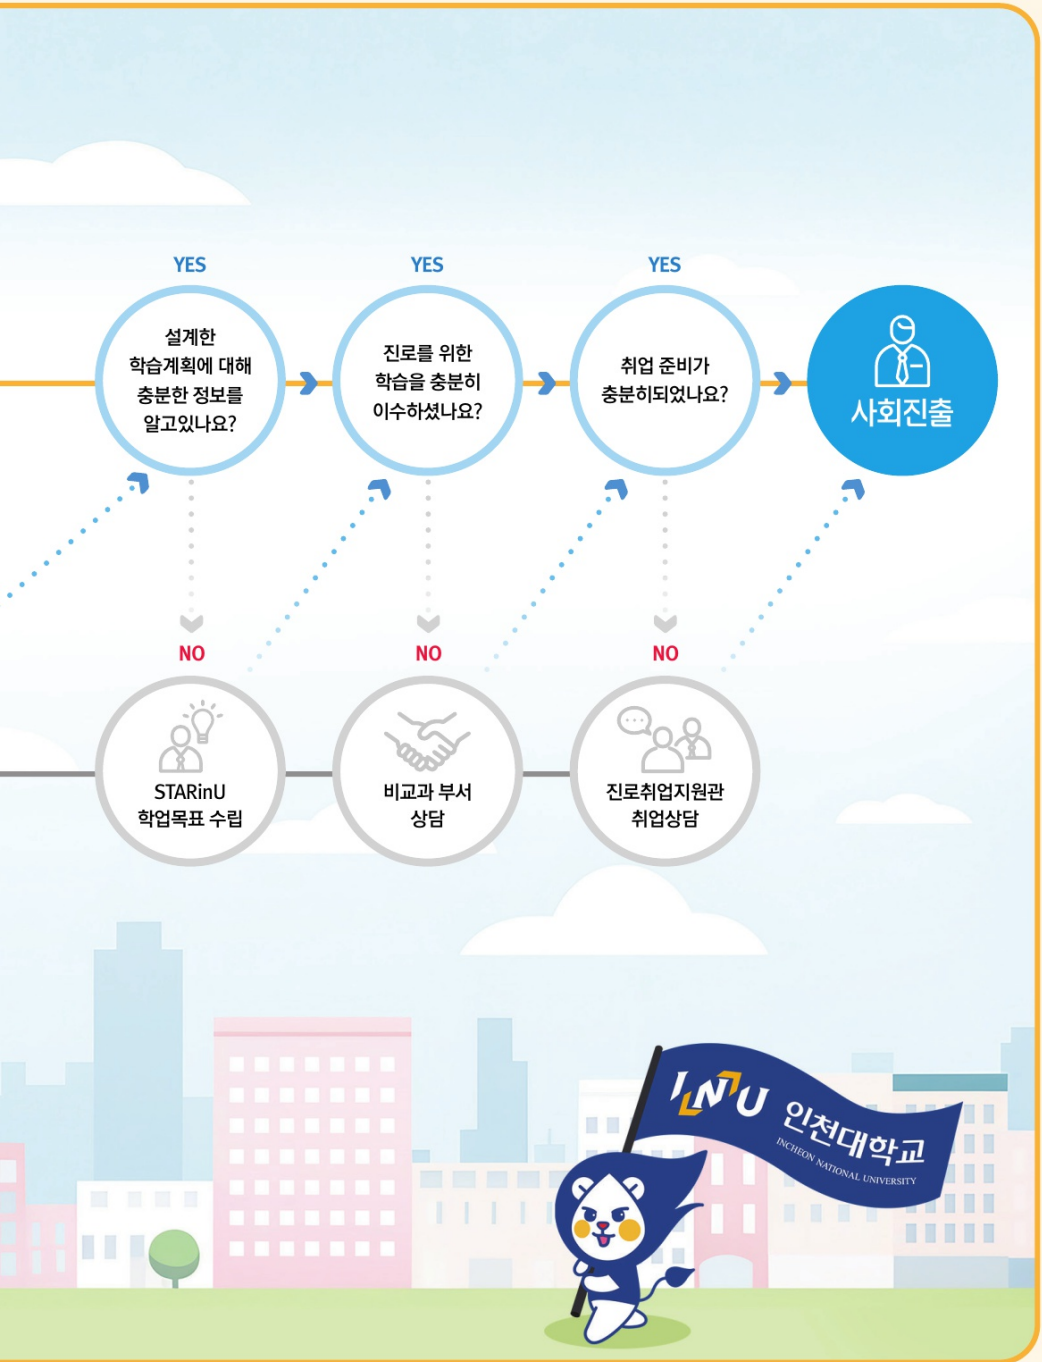 YES
YES
YES
설계한
학습계획에 대해
충분한 정보를
알고있나요?
진로를 위한
학습을 충분히
이수하셨나요?
취업 준비가
충분히되었나요?
사회진출
NO
NO
NO
STARinU
학업목표 수립
비교과 부서
상담
진로취업지원관
취업상담
INU 인천대학교
INCHEON NATIONAL UNIVERSITY